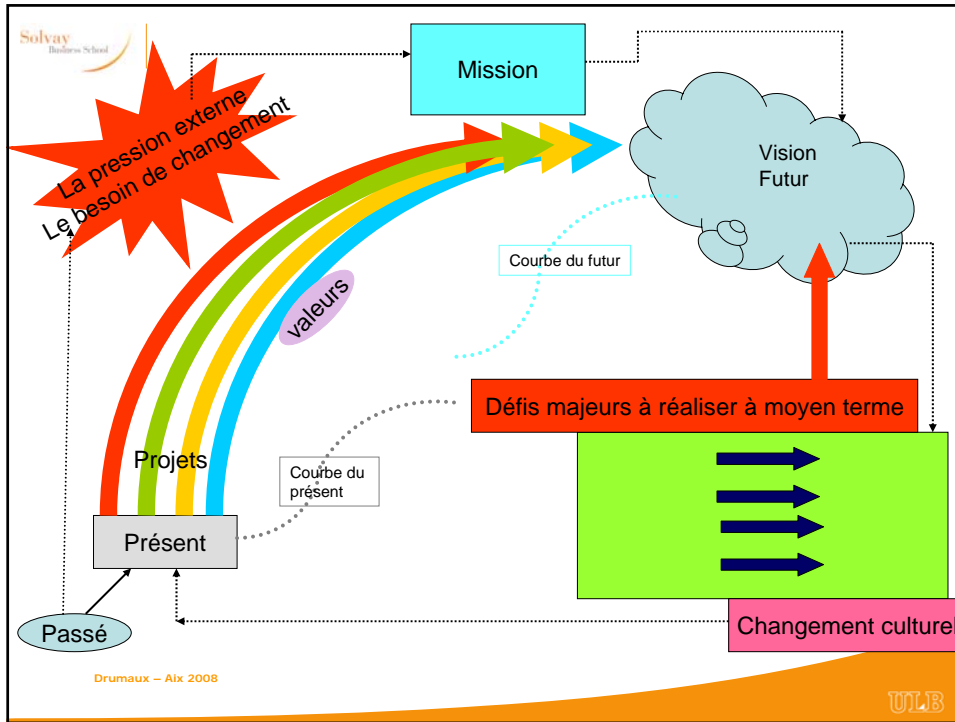 Solvay
Business School
La pression externe
Le besoin de changement
Mission
Vision
Futur
Courbe du futur
valeurs
Défis majeurs à réaliser à moyen terme
Projets
Courbe du
présent
Présent
Passé
Changement culturel
Drumaux – Aix 2008
ULB